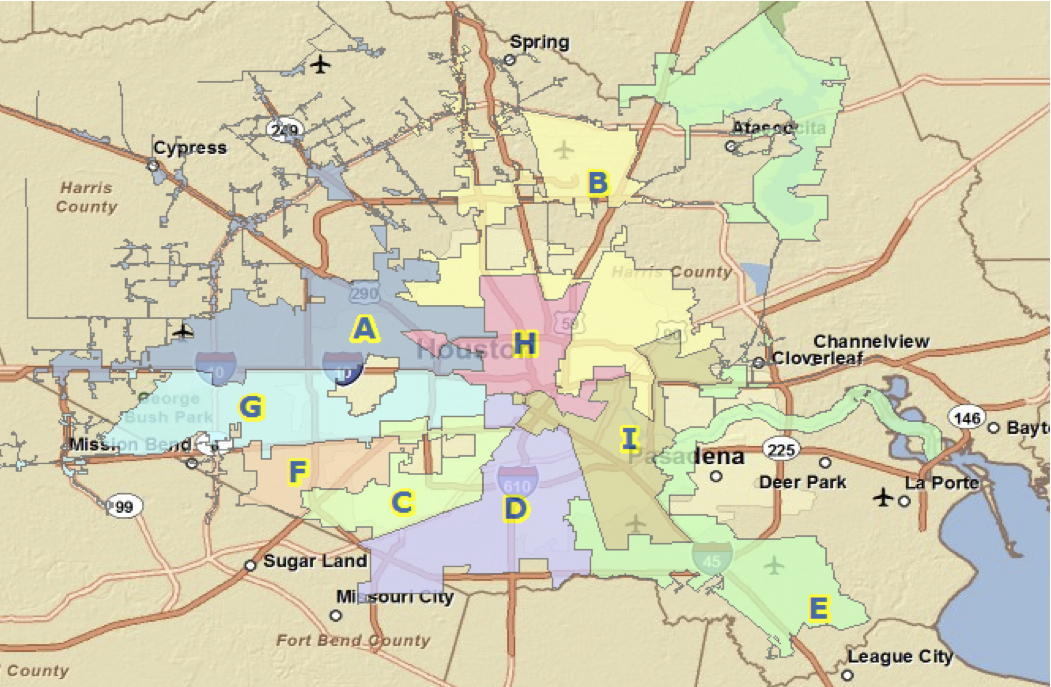 Spring
249
Atascocita
Cypress
Harris
County
B
Harris County
290
A
59
90
H
Houston
Channelview
Cloverleaf
10
10
George
Bush Park
G
146
Mission Bend
I
Bayt
Pasadena
225
F
Deer Park
La Porte
610
C
D
99
45
Sugar Land
Missouri City
E
Fort Bend County
League City
County